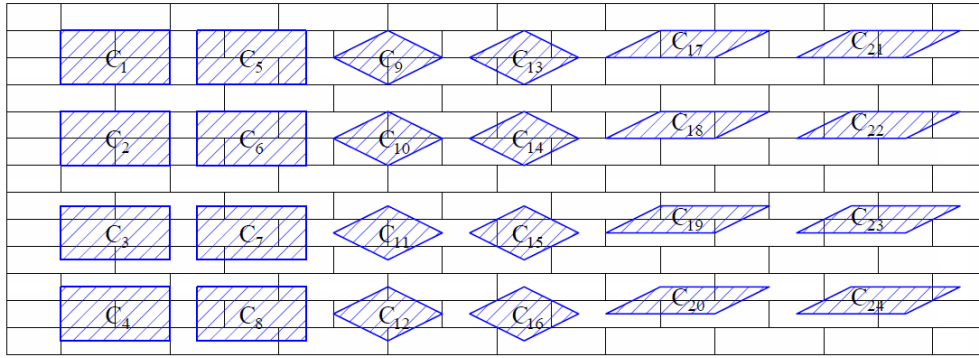 C₁ C₅ C₉ C₁₃ C₁₇ C₂₁
C₂ C₆ C₁₀ C₁₄ C₁₈ C₂₂
C₃ C₇ C₁₁ C₁₅ C₁₉ C₂₃
C₄ C₈ C₁₂ C₁₆ C₂₀ C₂₄